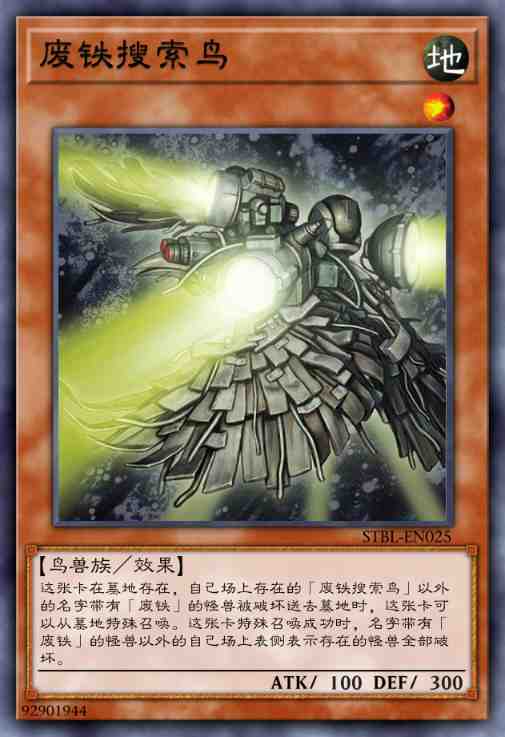 废铁搜索鸟
地
STBL-EN025
【鸟兽族／效果】
这张卡在墓地存在，自己场上存在的「废铁搜索鸟」以外
的名字带有「废铁」的怪兽被破坏送去墓地时，这张卡可
以从墓地特殊召唤。这张卡特殊召唤成功时，名字带有「
废铁」的怪兽以外的自己场上表侧表示存在的怪兽全部破
坏。
ATK/ 100 DEF/ 300
92901944